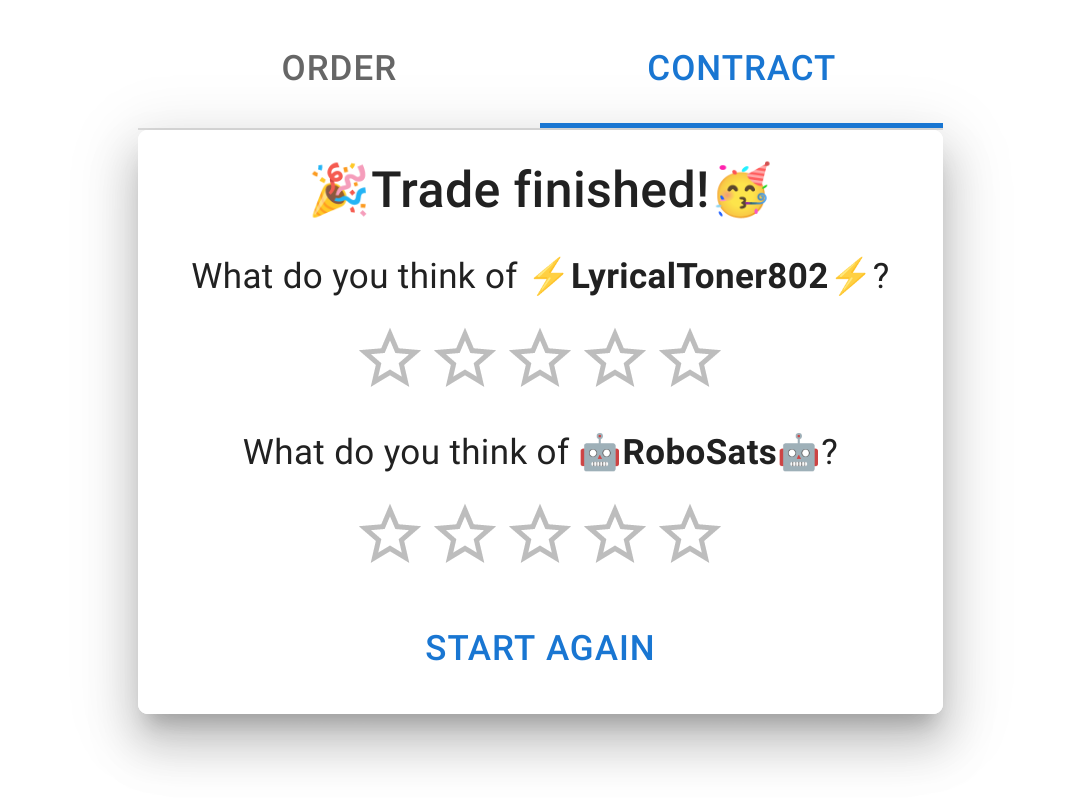 ORDER
CONTRACT
🎉Trade finished!🥳
What do you think of ⚡LyricalToner802⚡?
What do you think of 🤖RoboSats🤖?
START AGAIN